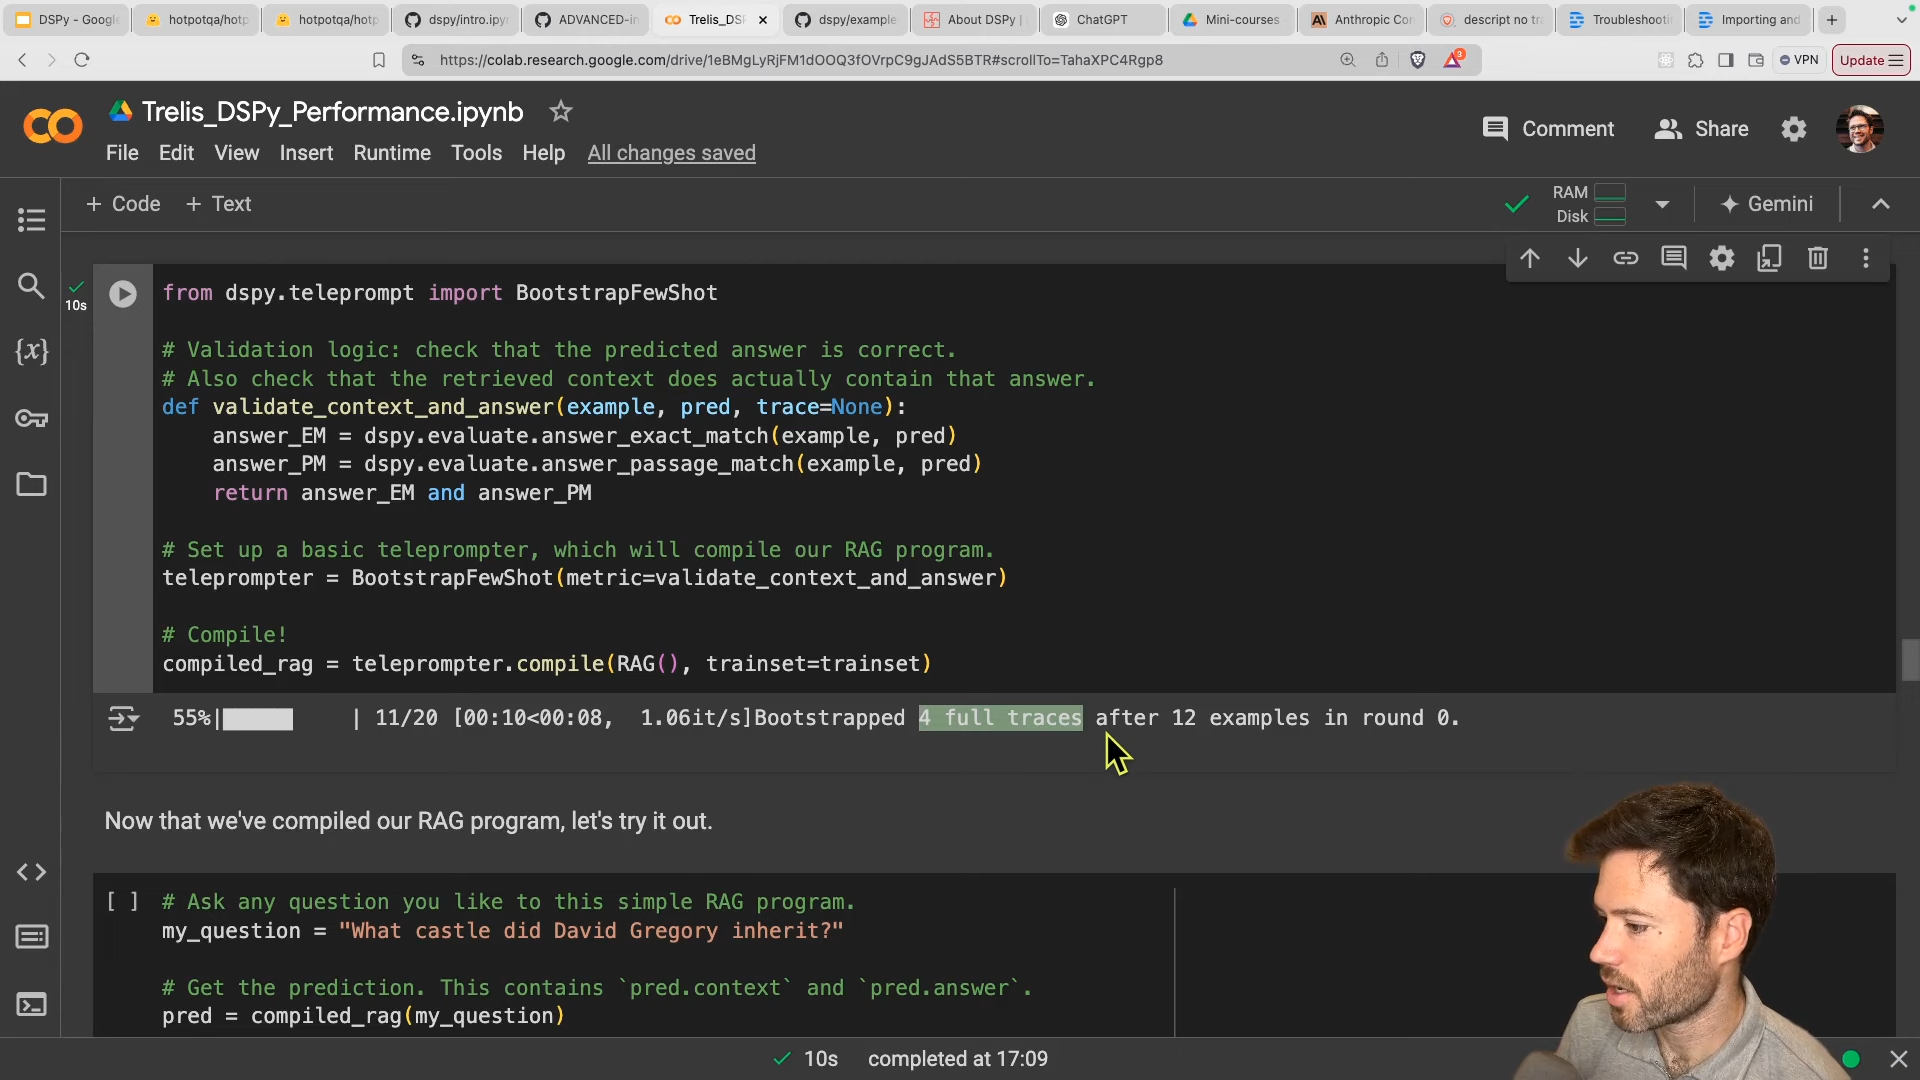 DSPy - Google
hotpotqa/hotp
hotpotqa/hotp
dspy/intro.ipy
ADVANCED-in
Trelis_DSP
dspy/example
About DSPy |
ChatGPT
Mini-courses
Anthropic Co
descript no tra
Troubleshooti
Importing and
https://colab.research.google.com/drive/1eBMgLyRjFM1dOOQ3fOVrpC9gJAdS5BTR#scrollTo=TahaXPC4Rgp8
3
VPN
Update
Trelis_DSPy_Performance.ipynb
Comment
Share
File Edit View Insert Runtime Tools Help All changes saved
+ Code + Text
RAM
Disk
Gemini
10s
from dspy.teleprompt import BootstrapFewShot
# Validation logic: check that the predicted answer is correct.
# Also check that the retrieved context does actually contain that answer.
def validate_context_and_answer(example, pred, trace=None):
answer_EM = dspy.evaluate.answer_exact_match(example, pred)
answer_PM = dspy.evaluate.answer_passage_match(example, pred)
return answer_EM and answer_PM
# Set up a basic teleprompter, which will compile our RAG program.
teleprompter = BootstrapFewShot(metric=validate_context_and_answer)
# Compile!
compiled_rag = teleprompter.compile(RAG(), trainset=trainset)
55%| | 11/20 [00:10<00:08, 1.06it/s]Bootstrapped 4 full traces after 12 examples in round 0.
Now that we've compiled our RAG program, let's try it out.
[ ] # Ask any question you like to this simple RAG program.
my_question = "What castle did David Gregory inherit?"
# Get the prediction. This contains `pred.context` and `pred.answer`.
pred = compiled_rag(my_question)
10s completed at 17:09